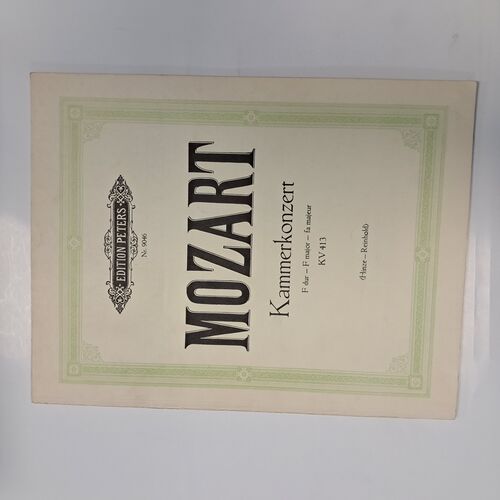 EDITION PETERS
Nr. 9046
MOZART
Kammerkonzert
F dur – F major – fa majeur
KV 413
(Hinze – Reinhold)